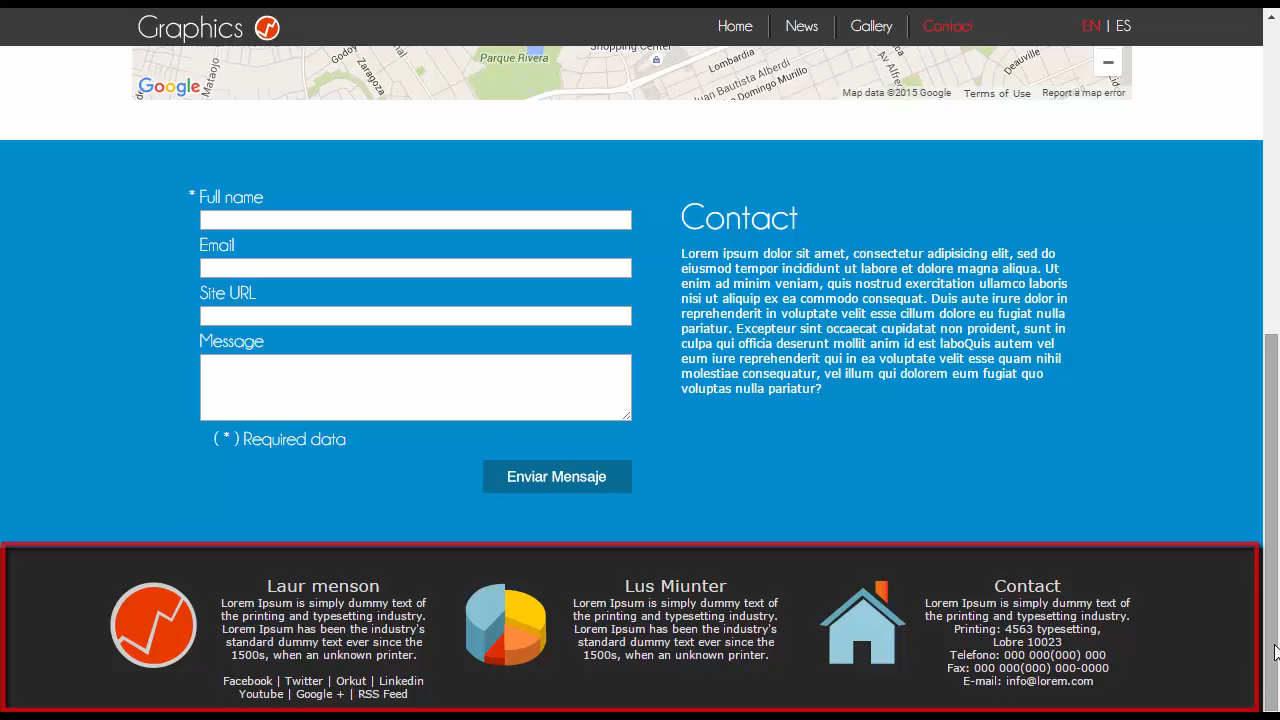 Graphics
Home
News
Gallery
Contact
EN | ES
Mataojo
Godoy
Zaragoza
Parque Rivera
Shopping Center
Lombardia
Juan Bautista Alberdi
Domingo Murillo
Av Alfre
Deauville
Google
Map data ©2015 Google
Terms of Use
Report a map error
* Full name
Email
Site URL
Message
( * ) Required data
Enviar Mensaje
Contact
Lorem ipsum dolor sit amet, consectetur adipisicing elit, sed do
eiusmod tempor incididunt ut labore et dolore magna aliqua. Ut
enim ad minim veniam, quis nostrud exercitation ullamco laboris
nisi ut aliquip ex ea commodo consequat. Duis aute irure dolor in
reprehenderit in voluptate velit esse cillum dolore eu fugiat nulla
pariatur. Excepteur sint occaecat cupidatat non proident, sunt in
culpa qui officia deserunt mollit anim id est laboQuis autem vel
eum iure reprehenderit qui in ea voluptate velit esse quam nihil
molestiae consequatur, vel illum qui dolorem eum fugiat quo
voluptas nulla pariatur?
Laur menson
Lorem Ipsum is simply dummy text of
the printing and typesetting industry.
Lorem Ipsum has been the industry's
standard dummy text ever since the
1500s, when an unknown printer.
Facebook | Twitter | Orkut | Linkedin
Youtube | Google + | RSS Feed
Lus Miunter
Lorem Ipsum is simply dummy text of
the printing and typesetting industry.
Lorem Ipsum has been the industry's
standard dummy text ever since the
1500s, when an unknown printer.
Contact
Lorem Ipsum is simply dummy text of
the printing and typesetting industry.
Printing: 4563 typesetting,
Lobre 10023
Telefono: 000 000(000) 000
Fax: 000 000(000) 000-0000
E-mail: info@lorem.com